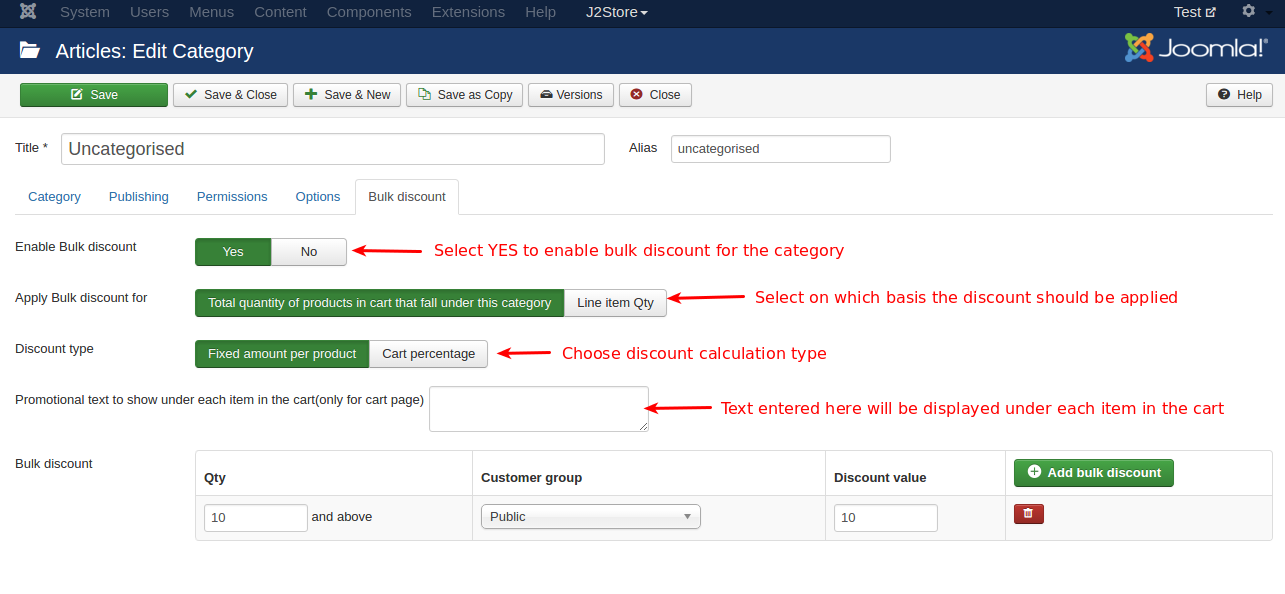 System Users Menus Content Components Extensions Help J2Store Test
Articles: Edit Category Joomla!®
Save Save & Close Save & New Save as Copy Versions Close Help
Title * Uncategorised Alias uncategorised
Category Publishing Permissions Options Bulk discount
Enable Bulk discount Yes No Select YES to enable bulk discount for the category
Apply Bulk discount for Total quantity of products in cart that fall under this category Line item Qty Select on which basis the discount should be applied
Discount type Fixed amount per product Cart percentage Choose discount calculation type
Promotional text to show under each item in the cart(only for cart page) Text entered here will be displayed under each item in the cart
Bulk discount
Qty Customer group Discount value Add bulk discount
10 and above Public 10